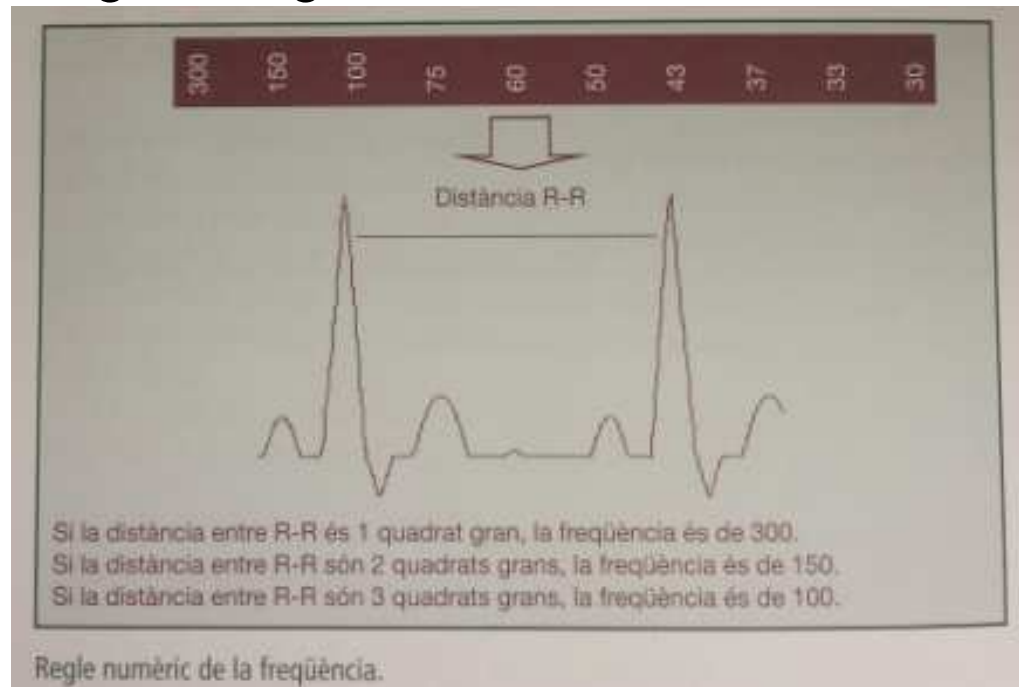 300 150 100 75 60 50 43 37 33 30
Distància R-R
Si la distància entre R-R és 1 quadrat gran, la freqüència és de 300.
Si la distància entre R-R són 2 quadrats grans, la freqüència és de 150.
Si la distància entre R-R són 3 quadrats grans, la freqüència és de 100.
Regle numèric de la freqüència.